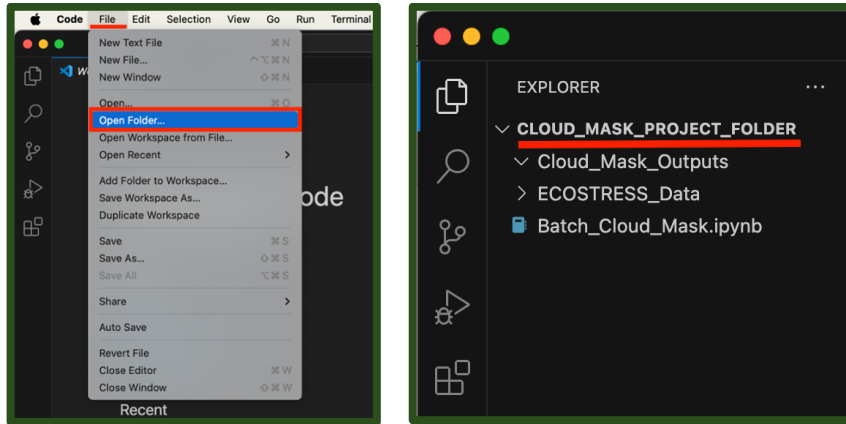 Code File Edit Selection View Go Run Terminal
New Text File ⌘ N
New File... ^ ⌥ ⌘ N
New Window ⇧ ⌘ N
Open... ⌘ O
Open Folder...
Open Workspace from File...
Open Recent >
Add Folder to Workspace...
Save Workspace As...
Duplicate Workspace
Save ⌘ S
Save As... ⇧ ⌘ S
Save All ⌥ ⌘ S
Share >
Auto Save
Revert File
Close Editor ⌘ W
Close Window ⇧ ⌘ W
ode
Recent
EXPLORER ...
CLOUD_MASK_PROJECT_FOLDER
Cloud_Mask_Outputs
ECOSTRESS_Data
Batch_Cloud_Mask.ipynb